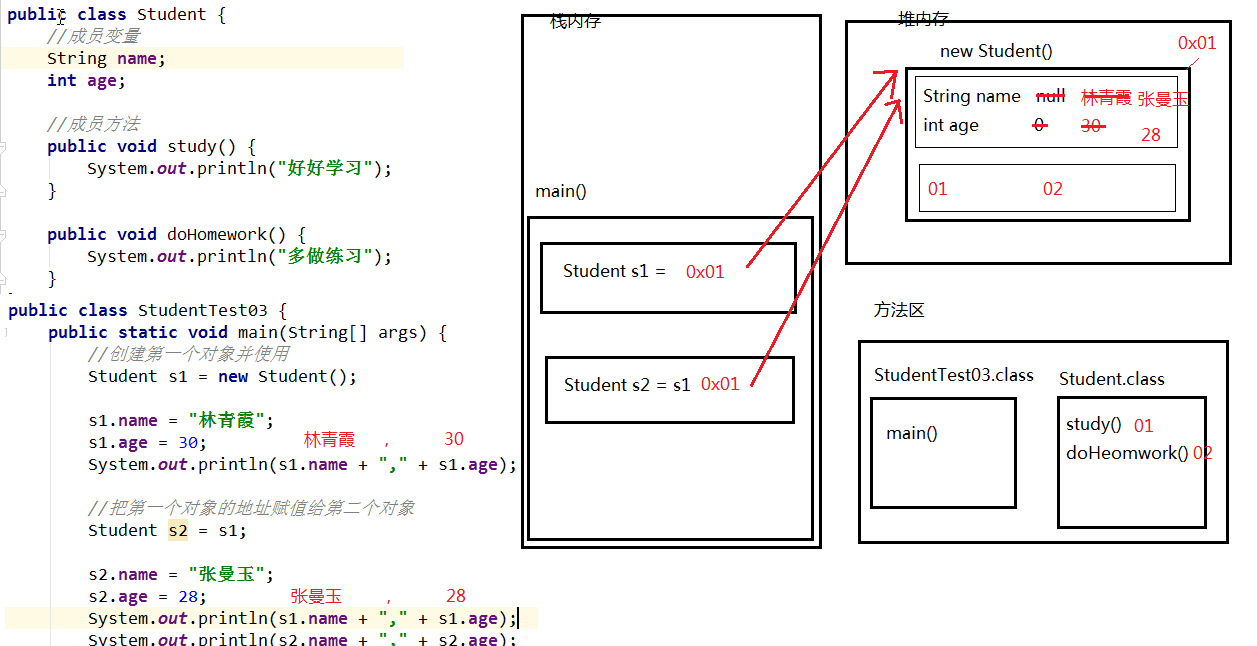 public class Student {
//成员变量
String name;
int age;
//成员方法
public void study() {
System.out.println("好好学习");
}
public void doHomework() {
System.out.println("多做练习");
}
public class StudentTest03 {
public static void main(String[] args) {
//创建第一个对象并使用
Student s1 = new Student();
s1.name = "林青霞";
s1.age = 30;
林青霞 , 30
System.out.println(s1.name + "," + s1.age);
//把第一个对象的地址赋值给第二个对象
Student s2 = s1;
s2.name = "张曼玉";
s2.age = 28;
张曼玉 , 28
System.out.println(s1.name + "," + s1.age);
System.out.println(s2.name + "," + s2.age);
栈内存
main()
Student s1 = 0x01
Student s2 = s1 0x01
堆内存
new Student()
0x01
String name null 林青霞 张曼玉
int age 0 30 28
01 02
方法区
StudentTest03.class
main()
Student.class
study() 01
doHeomwork() 02